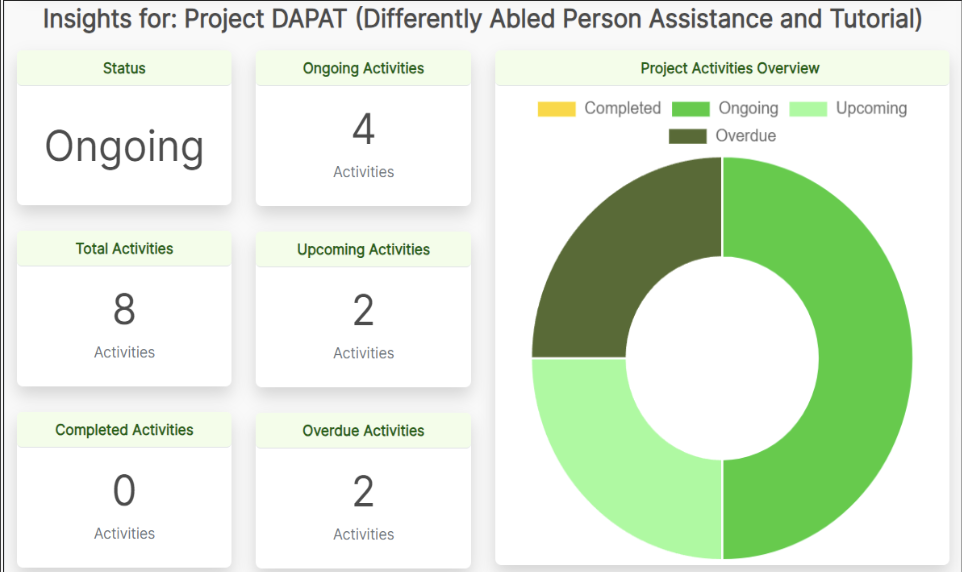 Insights for: Project DAPAT (Differently Abled Person Assistance and Tutorial)
Status
Ongoing
Ongoing Activities
4
Activities
Total Activities
8
Activities
Upcoming Activities
2
Activities
Completed Activities
0
Activities
Overdue Activities
2
Activities
Project Activities Overview
Completed Ongoing Upcoming
Overdue